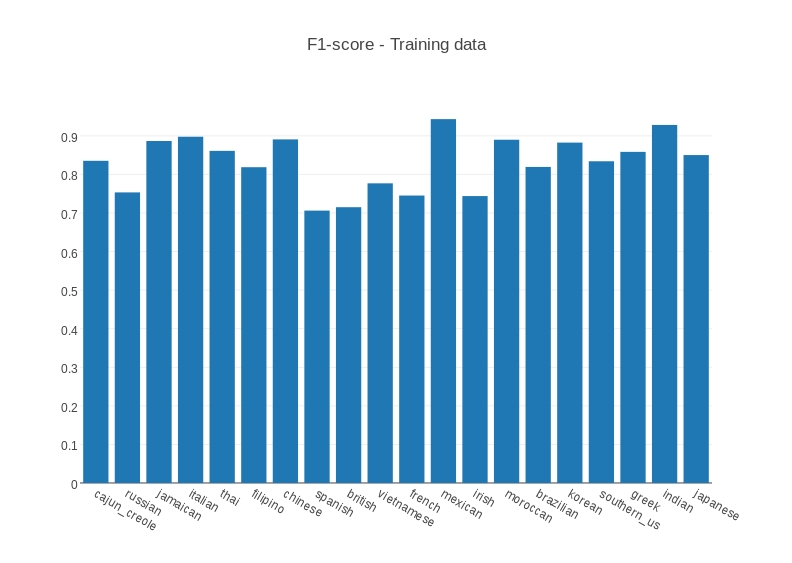 F1-score - Training data
0.9
0.8
0.7
0.6
0.5
0.4
0.3
0.2
0.1
0
cajun_creole
russian
jamaican
italian
thai
filipino
chinese
spanish
british
vietnamese
french
mexican
irish
moroccan
brazilian
korean
southern_us
greek
indian
japanese